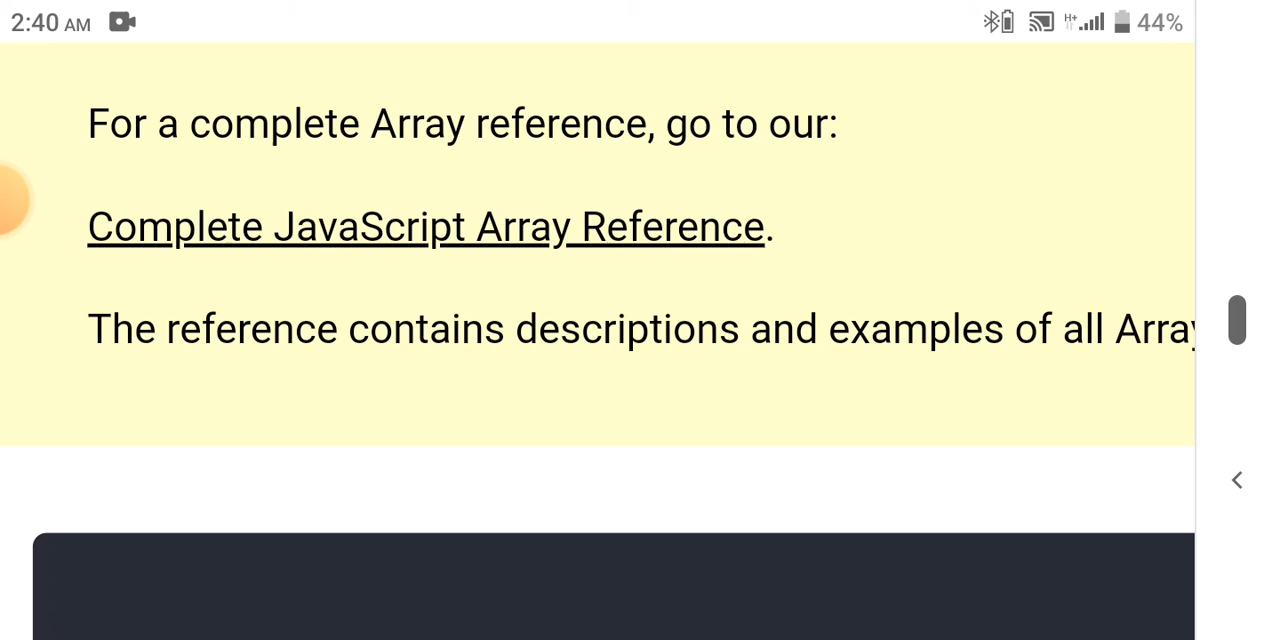 2:40 AM 44%
For a complete Array reference, go to our:
Complete JavaScript Array Reference.
The reference contains descriptions and examples of all Array